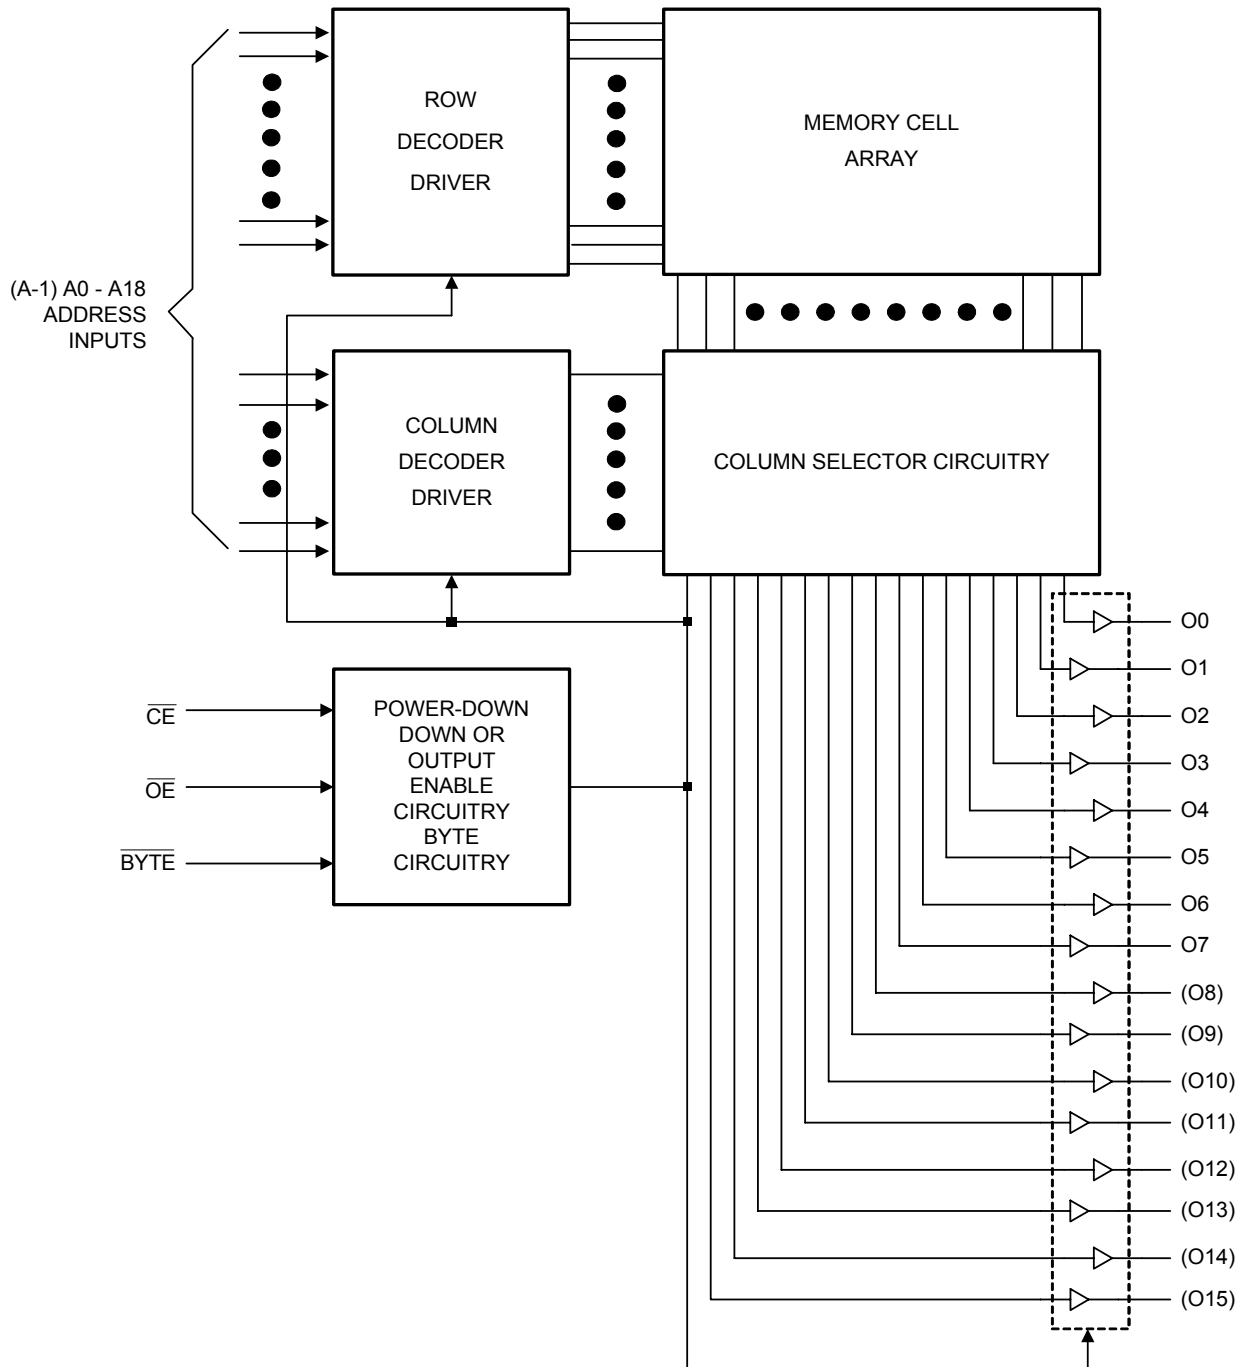 ROW
DECODER
DRIVER
MEMORY CELL
ARRAY
(A-1) A0 - A18
ADDRESS
INPUTS
COLUMN
DECODER
DRIVER
COLUMN SELECTOR CIRCUITRY
CE
OE
BYTE
POWER-DOWN
DOWN OR
OUTPUT
ENABLE
CIRCUITRY
BYTE
CIRCUITRY
O0
O1
O2
O3
O4
O5
O6
O7
(O8)
(O9)
(O10)
(O11)
(O12)
(O13)
(O14)
(O15)